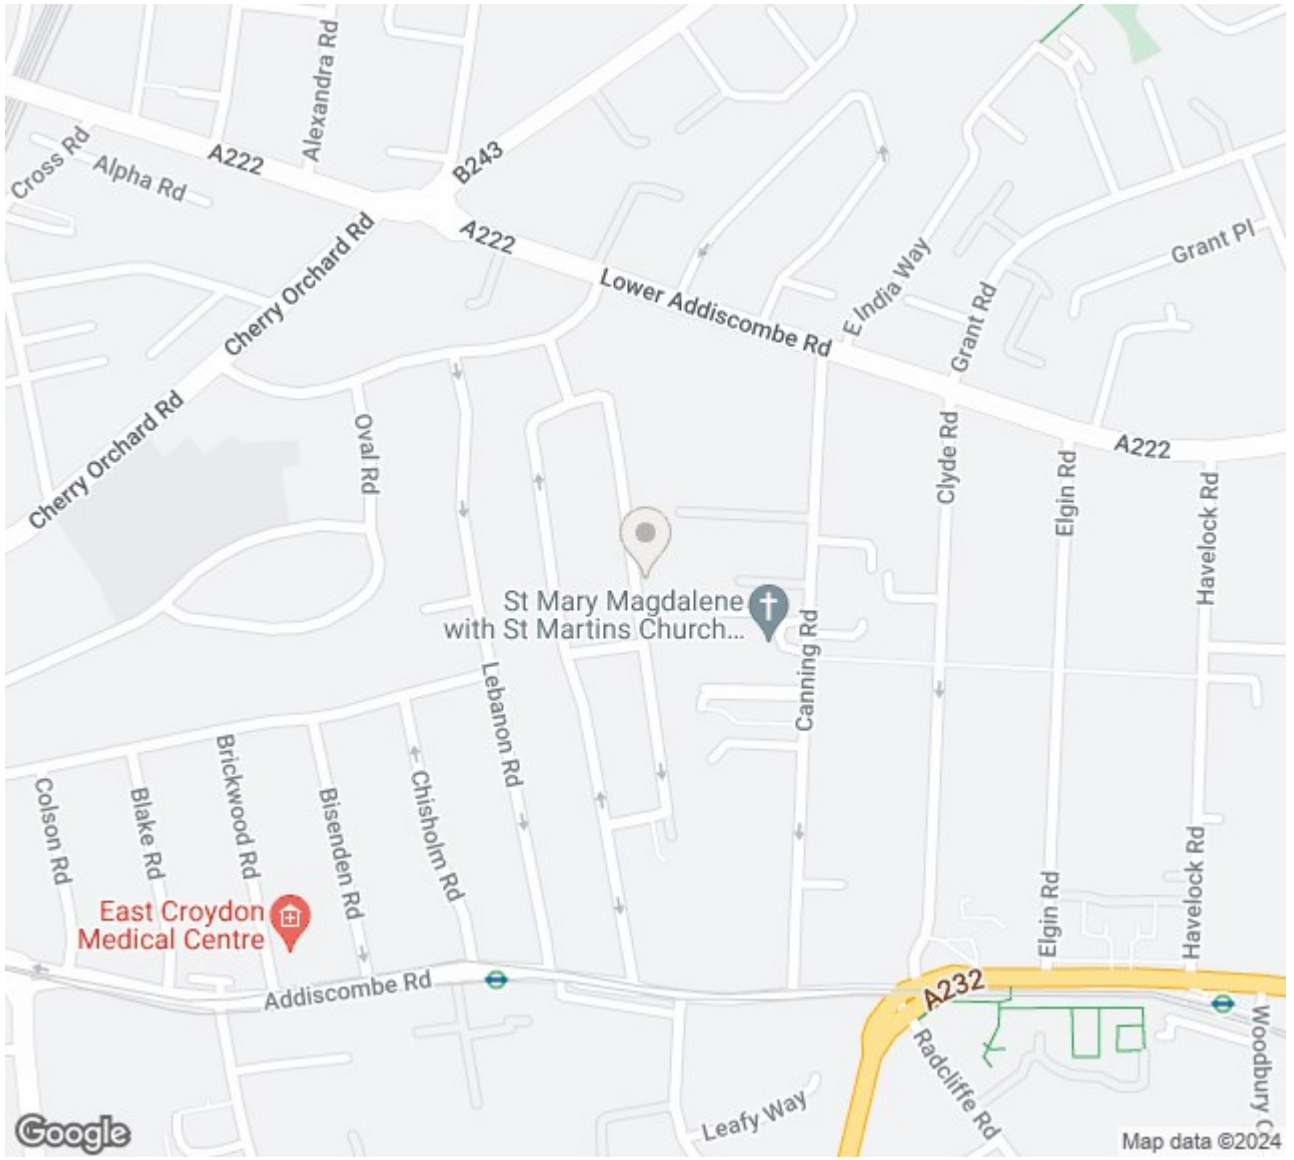 Alexandra Rd
Cross Rd
Alpha Rd
A222
B243
A222
Cherry Orchard Rd
Lower Addiscombe Rd
E India Way
Grant Pl
Grant Rd
Cherry Orchard Rd
Oval Rd
Clyde Rd
A222
Elgin Rd
Havelock Rd
St Mary Magdalene
with St Martins Church...
Canning Rd
Lebanon Rd
Colson Rd
Blake Rd
Brickwood Rd
Bisenden Rd
Chisholm Rd
East Croydon
Medical Centre
Elgin Rd
Havelock Rd
Addiscombe Rd
A232
Radcliffe Rd
Woodbury C
Leafy Way
Google
Map data ©2024